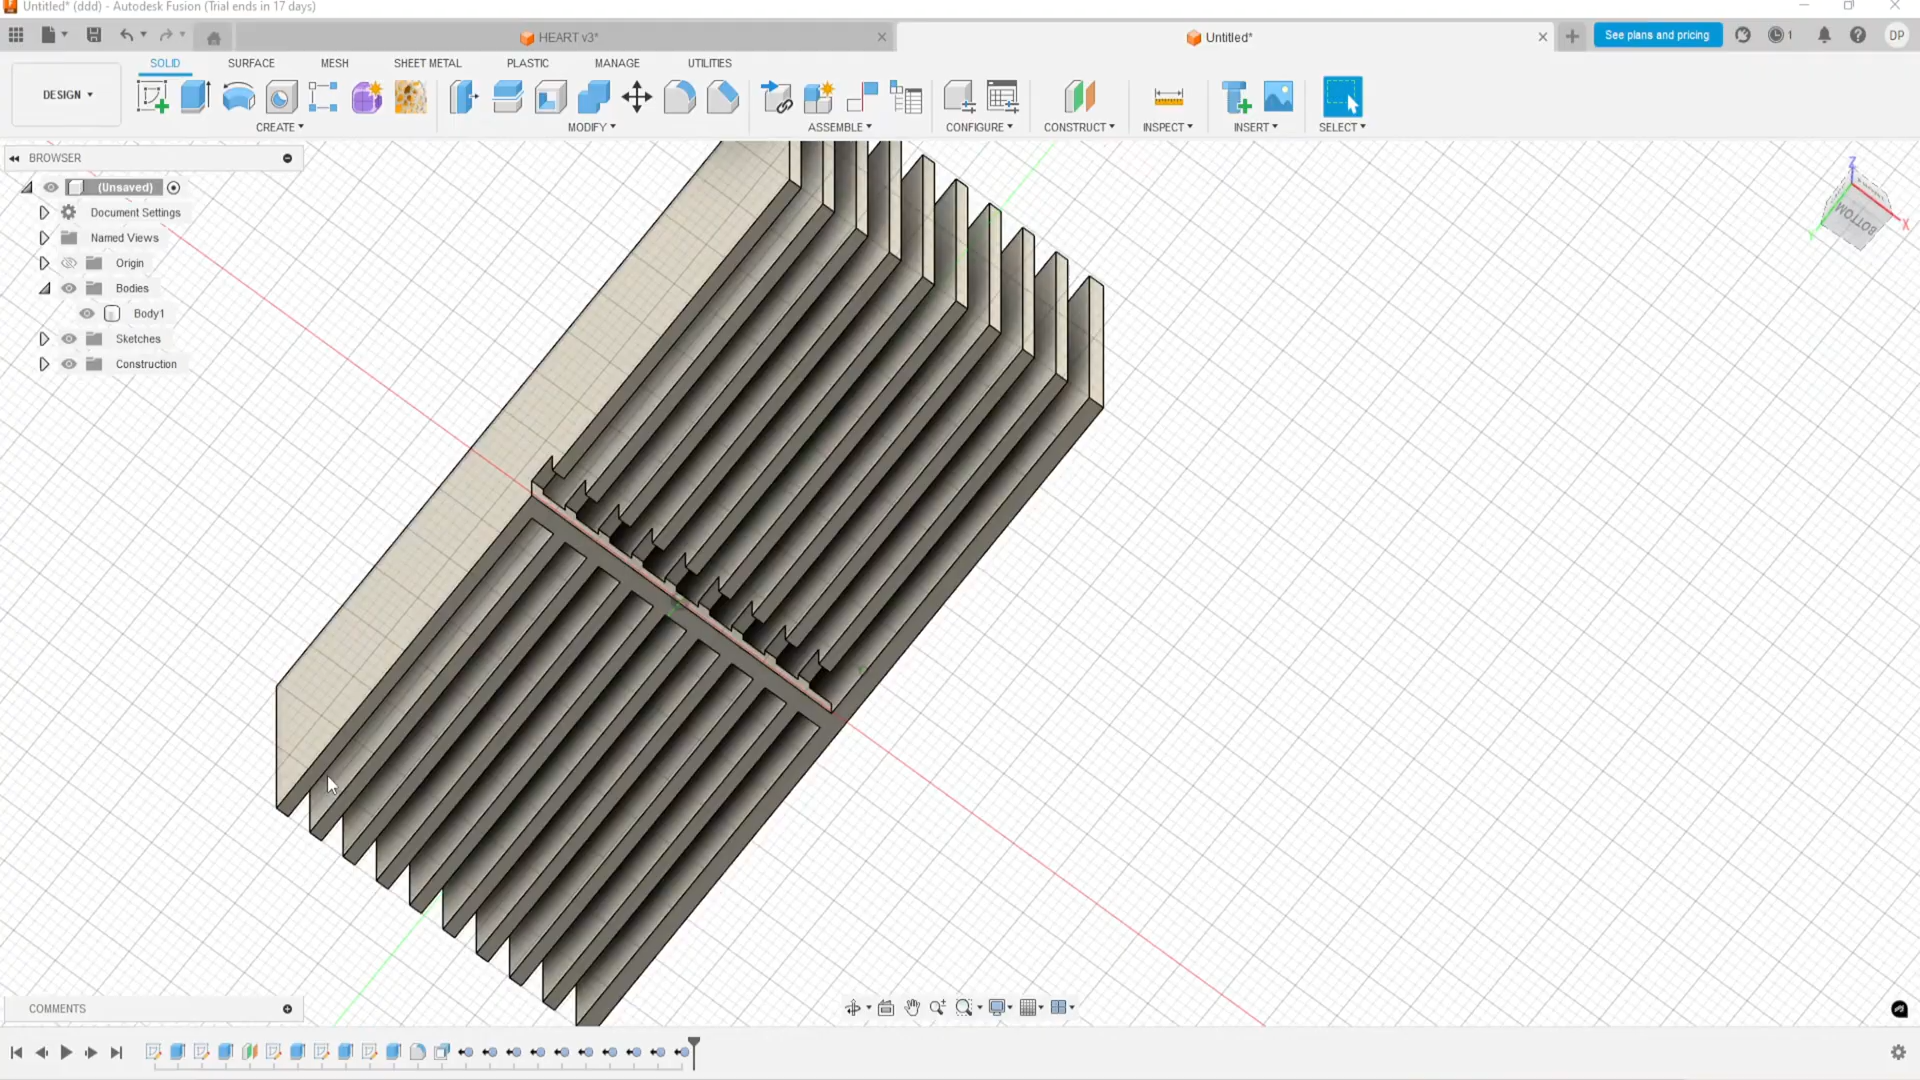 Untitled* (ddd) - Autodesk Fusion (Trial ends in 17 days)
HEART v3*
Untitled*
See plans and pricing
1
DP
DESIGN
SOLID
SURFACE
MESH
SHEET METAL
PLASTIC
MANAGE
UTILITIES
CREATE
MODIFY
ASSEMBLE
CONFIGURE
CONSTRUCT
INSPECT
INSERT
SELECT
BROWSER
(Unsaved)
Document Settings
Named Views
Origin
Bodies
Body1
Sketches
Construction
Z
X
Y
BOTTOM
COMMENTS